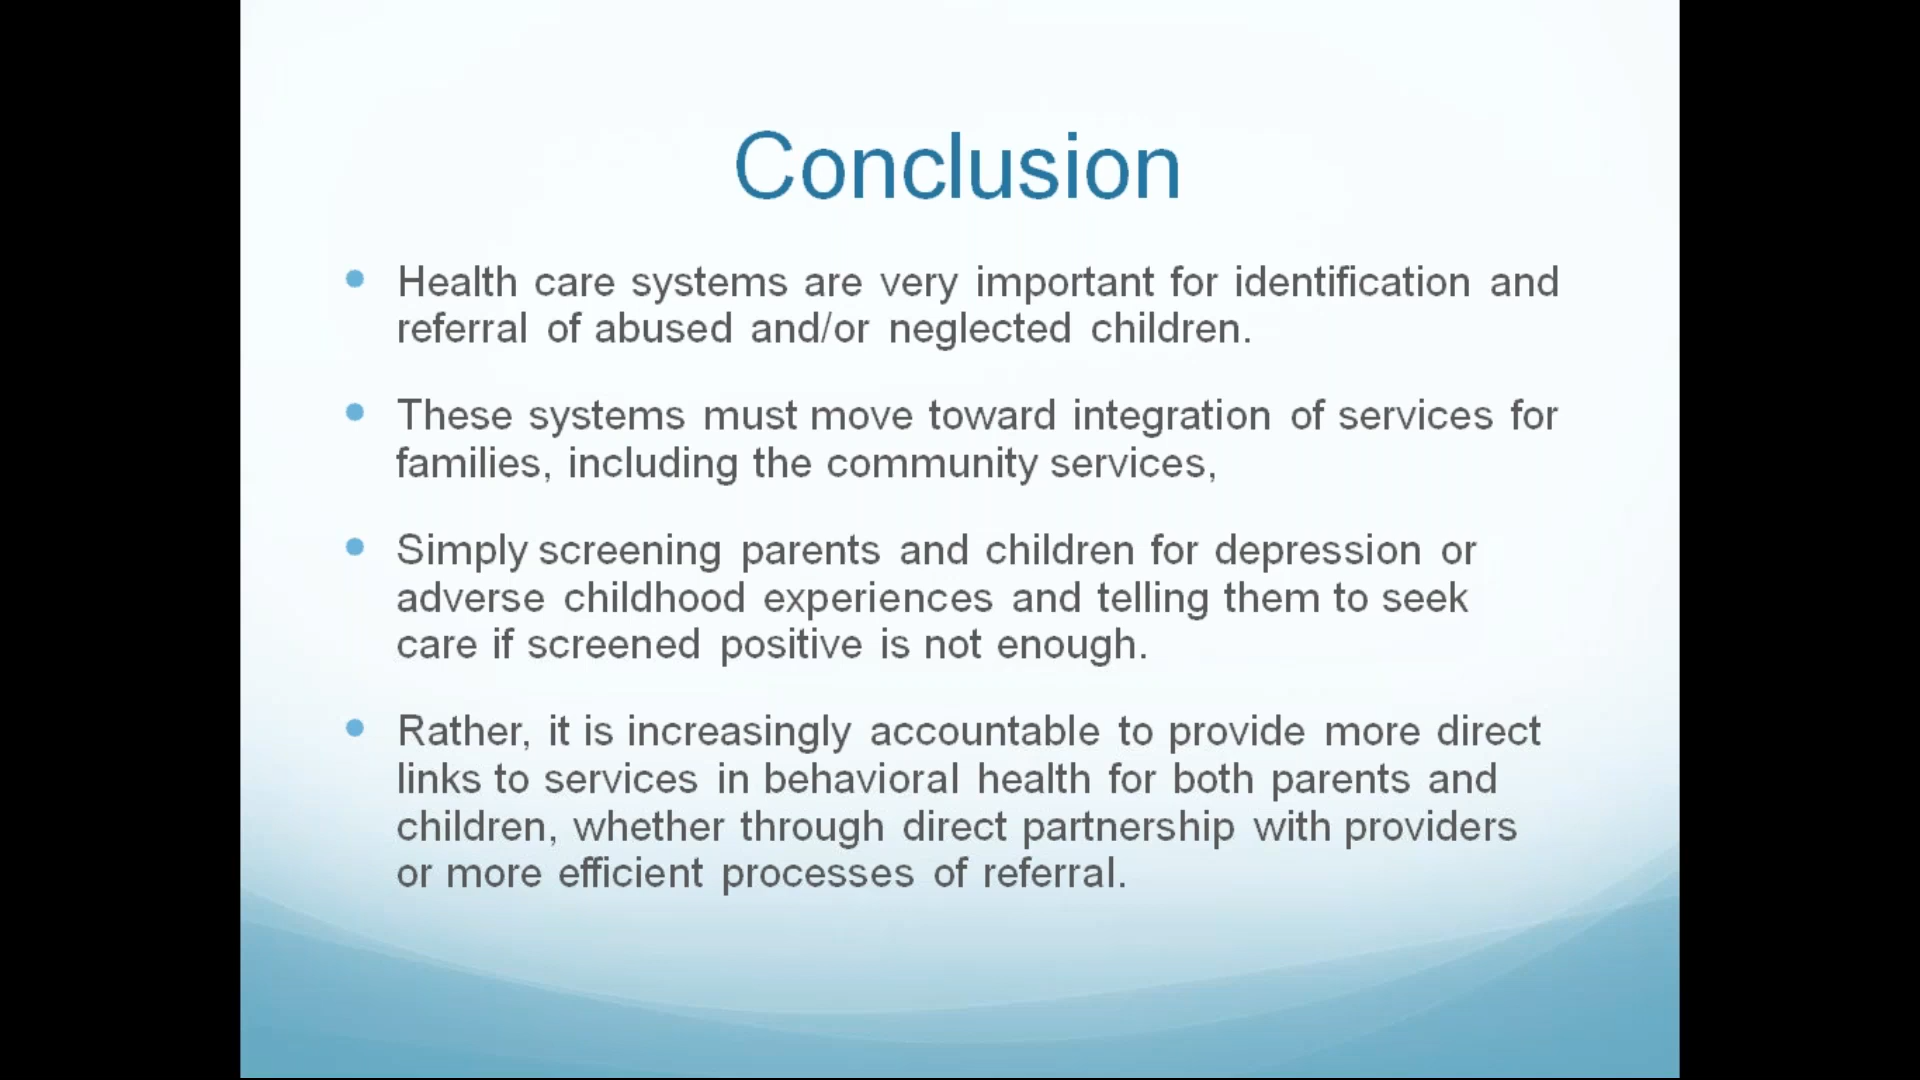 Conclusion
Health care systems are very important for identification and
referral of abused and/or neglected children.
These systems must move toward integration of services for
families, including the community services,
Simply screening parents and children for depression or
adverse childhood experiences and telling them to seek
care if screened positive is not enough.
Rather, it is increasingly accountable to provide more direct
links to services in behavioral health for both parents and
children, whether through direct partnership with providers
or more efficient processes of referral.